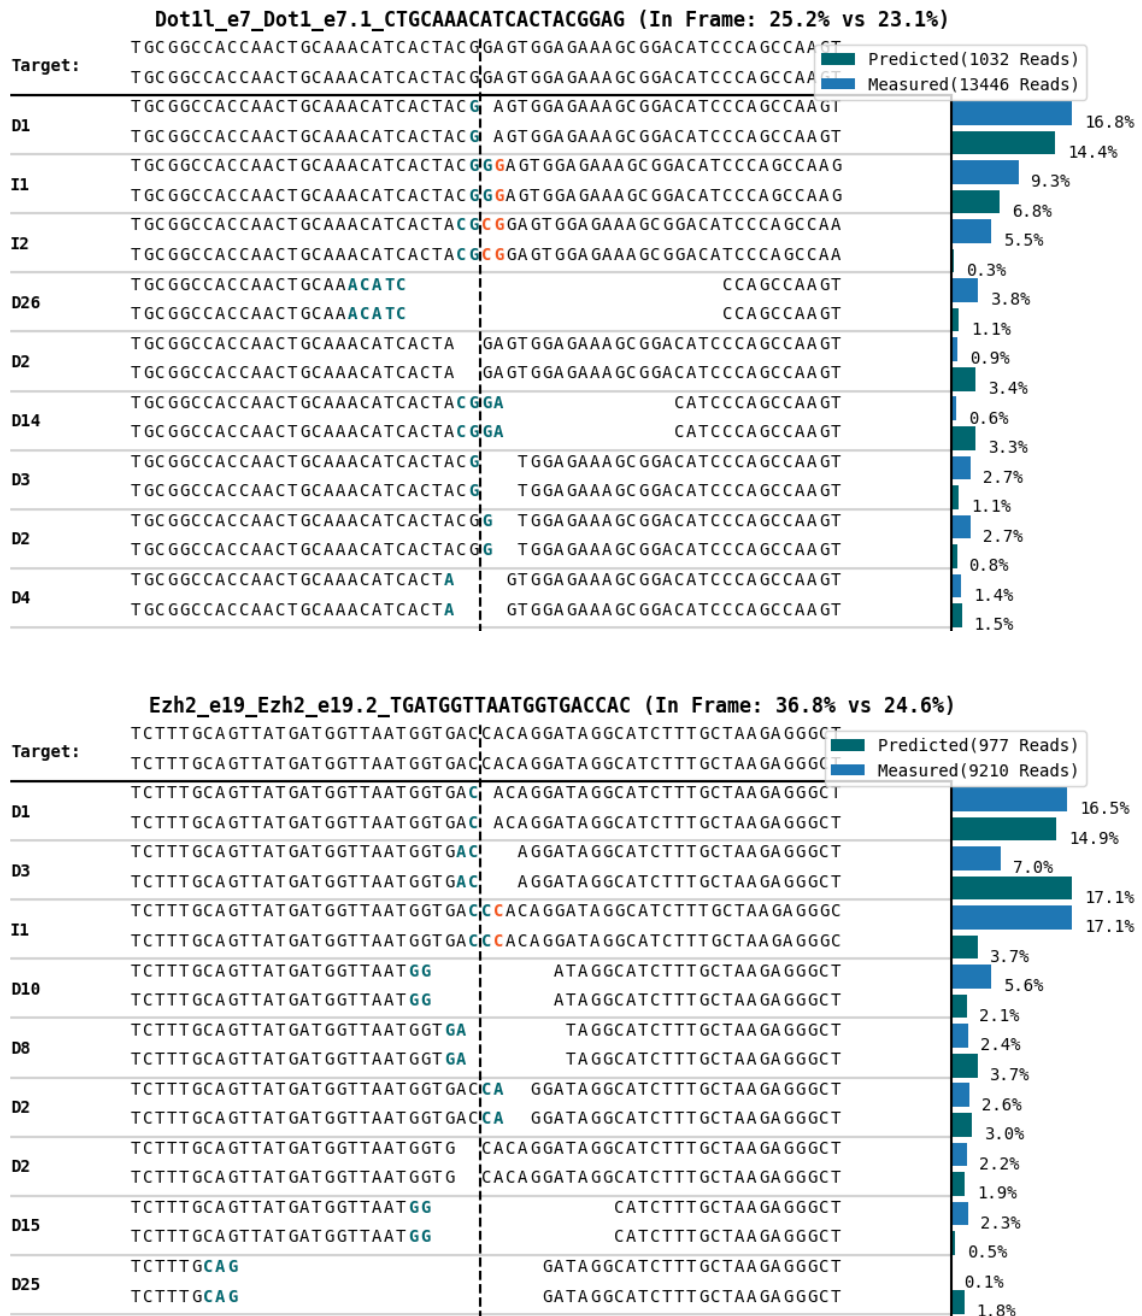 Dot1l_e7_Dot1_e7.1_CTGCAAACATCACTACGGAG (In Frame: 25.2% vs 23.1%)
Target:
TGCGGCCACCAACTGCAAACATCACTACGGAGTGGAGAAAGCGGACATCCCAGCCAAGT
TGCGGCCACCAACTGCAAACATCACTACGGAGTGGAGAAAGCGGACATCCCAGCCAAGT
Predicted(1032 Reads)
Measured(13446 Reads)
D1
TGCGGCCACCAACTGCAAACATCACTACG AGTGGAGAAAGCGGACATCCCAGCCAAGT 16.8%
TGCGGCCACCAACTGCAAACATCACTACG AGTGGAGAAAGCGGACATCCCAGCCAAGT 14.4%
I1
TGCGGCCACCAACTGCAAACATCACTACGGGAGTGGAGAAAGCGGACATCCCAGCCAAG 9.3%
TGCGGCCACCAACTGCAAACATCACTACGGGAGTGGAGAAAGCGGACATCCCAGCCAAG 6.8%
I2
TGCGGCCACCAACTGCAAACATCACTACGCGGAGTGGAGAAAGCGGACATCCCAGCCAA 5.5%
TGCGGCCACCAACTGCAAACATCACTACGCGGAGTGGAGAAAGCGGACATCCCAGCCAA 0.3%
D26
TGCGGCCACCAACTGCAAACATC CCAGCCAAGT 3.8%
TGCGGCCACCAACTGCAAACATC CCAGCCAAGT 1.1%
D2
TGCGGCCACCAACTGCAAACATCACTA GAGTGGAGAAAGCGGACATCCCAGCCAAGT 0.9%
TGCGGCCACCAACTGCAAACATCACTA GAGTGGAGAAAGCGGACATCCCAGCCAAGT 3.4%
D14
TGCGGCCACCAACTGCAAACATCACTACGGA CATCCCAGCCAAGT 0.6%
TGCGGCCACCAACTGCAAACATCACTACGGA CATCCCAGCCAAGT 3.3%
D3
TGCGGCCACCAACTGCAAACATCACTACG TGGAGAAAGCGGACATCCCAGCCAAGT 2.7%
TGCGGCCACCAACTGCAAACATCACTACG TGGAGAAAGCGGACATCCCAGCCAAGT 1.1%
D2
TGCGGCCACCAACTGCAAACATCACTACGG TGGAGAAAGCGGACATCCCAGCCAAGT 2.7%
TGCGGCCACCAACTGCAAACATCACTACGG TGGAGAAAGCGGACATCCCAGCCAAGT 0.8%
D4
TGCGGCCACCAACTGCAAACATCACTA GTGGAGAAAGCGGACATCCCAGCCAAGT 1.4%
TGCGGCCACCAACTGCAAACATCACTA GTGGAGAAAGCGGACATCCCAGCCAAGT 1.5%
Ezh2_e19_Ezh2_e19.2_TGATGGTTAATGGTGACCAC (In Frame: 36.8% vs 24.6%)
Target:
TCTTTGCAGTTATGATGGTTAATGGTGACCACAGGATAGGCATCTTTGCTAAGAGGGCT
TCTTTGCAGTTATGATGGTTAATGGTGACCACAGGATAGGCATCTTTGCTAAGAGGGCT
Predicted(977 Reads)
Measured(9210 Reads)
D1
TCTTTGCAGTTATGATGGTTAATGGTGAC ACAGGATAGGCATCTTTGCTAAGAGGGCT 16.5%
TCTTTGCAGTTATGATGGTTAATGGTGAC ACAGGATAGGCATCTTTGCTAAGAGGGCT 14.9%
D3
TCTTTGCAGTTATGATGGTTAATGGTGAC AGGATAGGCATCTTTGCTAAGAGGGCT 7.0%
TCTTTGCAGTTATGATGGTTAATGGTGAC AGGATAGGCATCTTTGCTAAGAGGGCT 17.1%
I1
TCTTTGCAGTTATGATGGTTAATGGTGACCCACAGGATAGGCATCTTTGCTAAGAGGGC 17.1%
TCTTTGCAGTTATGATGGTTAATGGTGACCCACAGGATAGGCATCTTTGCTAAGAGGGC 3.7%
D10
TCTTTGCAGTTATGATGGTTAATGG ATAGGCATCTTTGCTAAGAGGGCT 5.6%
TCTTTGCAGTTATGATGGTTAATGG ATAGGCATCTTTGCTAAGAGGGCT 2.1%
D8
TCTTTGCAGTTATGATGGTTAATGGTGA TAGGCATCTTTGCTAAGAGGGCT 2.4%
TCTTTGCAGTTATGATGGTTAATGGTGA TAGGCATCTTTGCTAAGAGGGCT 3.7%
D2
TCTTTGCAGTTATGATGGTTAATGGTGACCA GGATAGGCATCTTTGCTAAGAGGGCT 2.6%
TCTTTGCAGTTATGATGGTTAATGGTGACCA GGATAGGCATCTTTGCTAAGAGGGCT 3.0%
D2
TCTTTGCAGTTATGATGGTTAATGGTG CACAGGATAGGCATCTTTGCTAAGAGGGCT 2.2%
TCTTTGCAGTTATGATGGTTAATGGTG CACAGGATAGGCATCTTTGCTAAGAGGGCT 1.9%
D15
TCTTTGCAGTTATGATGGTTAATGG CATCTTTGCTAAGAGGGCT 2.3%
TCTTTGCAGTTATGATGGTTAATGG CATCTTTGCTAAGAGGGCT 0.5%
D25
TCTTTGCAG GATAGGCATCTTTGCTAAGAGGGCT 0.1%
TCTTTGCAG GATAGGCATCTTTGCTAAGAGGGCT 1.8%